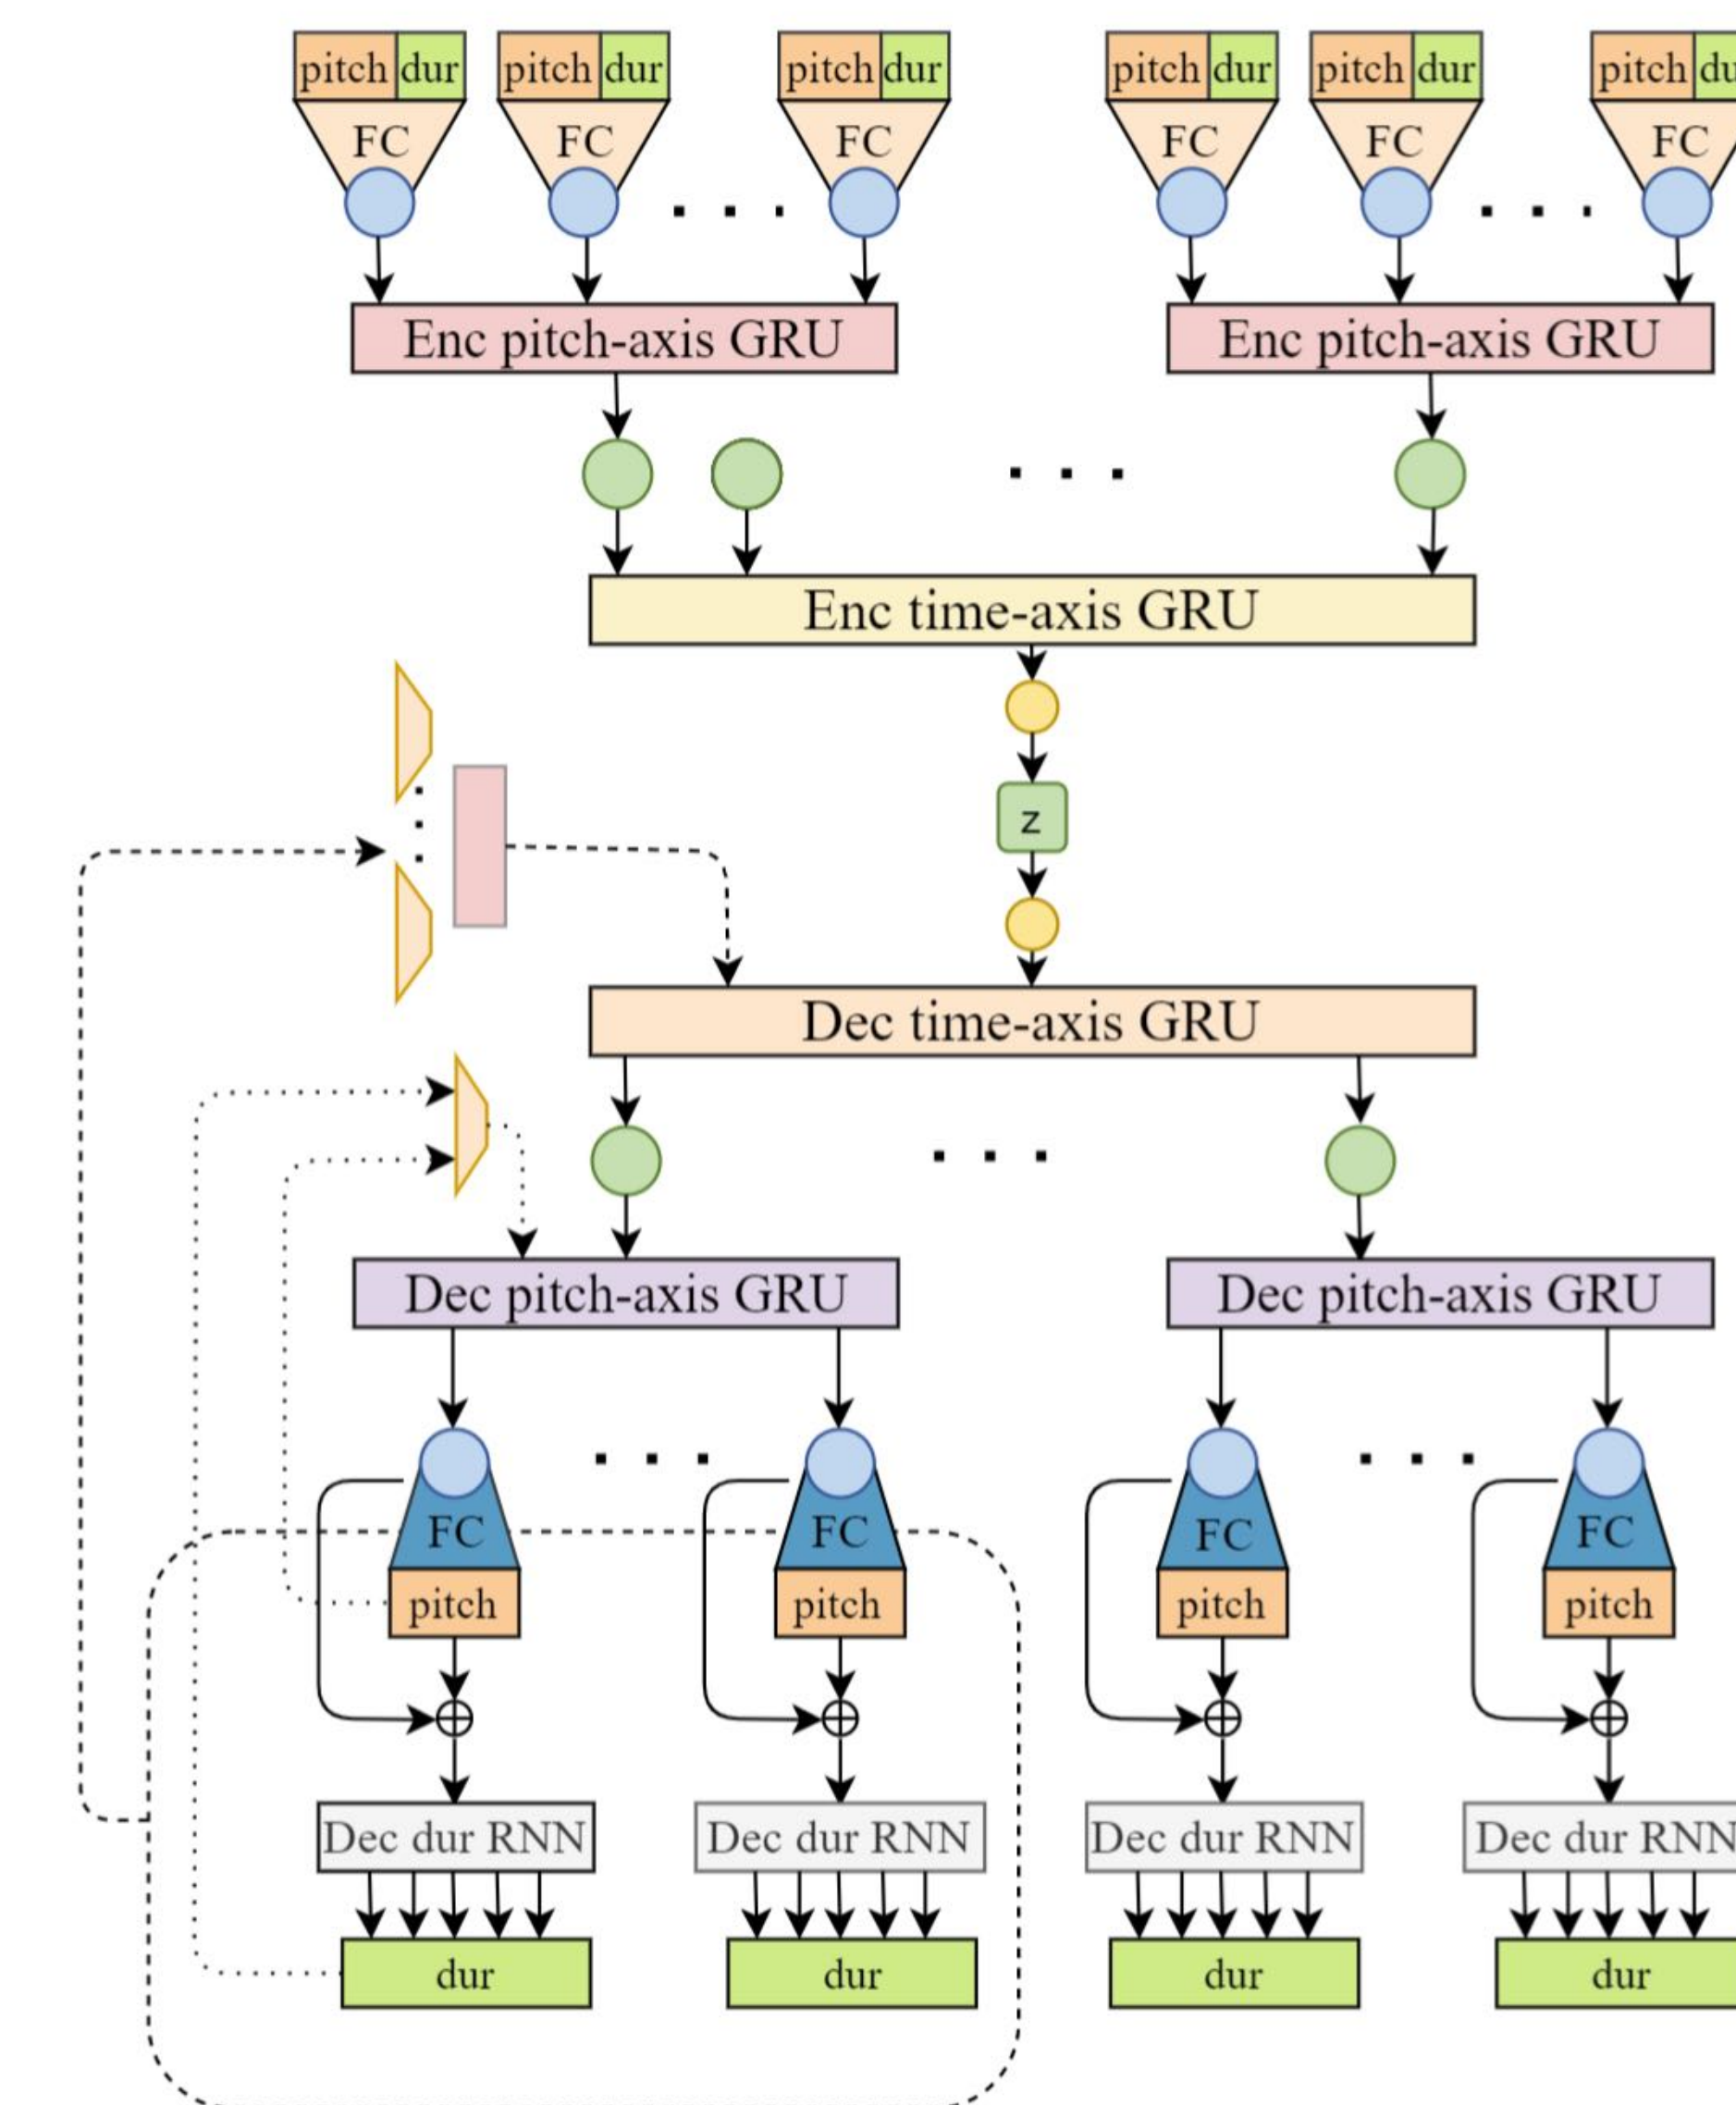 pitch dur pitch dur pitch dur pitch dur pitch dur pitch
FC FC FC FC FC FC
Enc pitch-axis GRU Enc pitch-axis GRU
Enc time-axis GRU
z
Dec time-axis GRU
Dec pitch-axis GRU Dec pitch-axis GRU
FC FC FC FC
pitch pitch pitch pitch
Dec dur RNN Dec dur RNN Dec dur RNN Dec dur RNN
dur dur dur dur